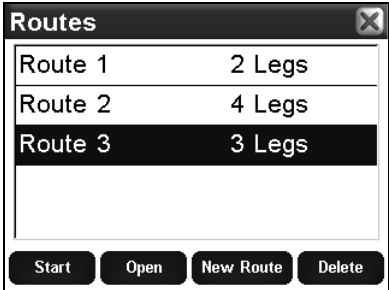 Routes
Route 1 2 Legs
Route 2 4 Legs
Route 3 3 Legs
Start Open New Route Delete